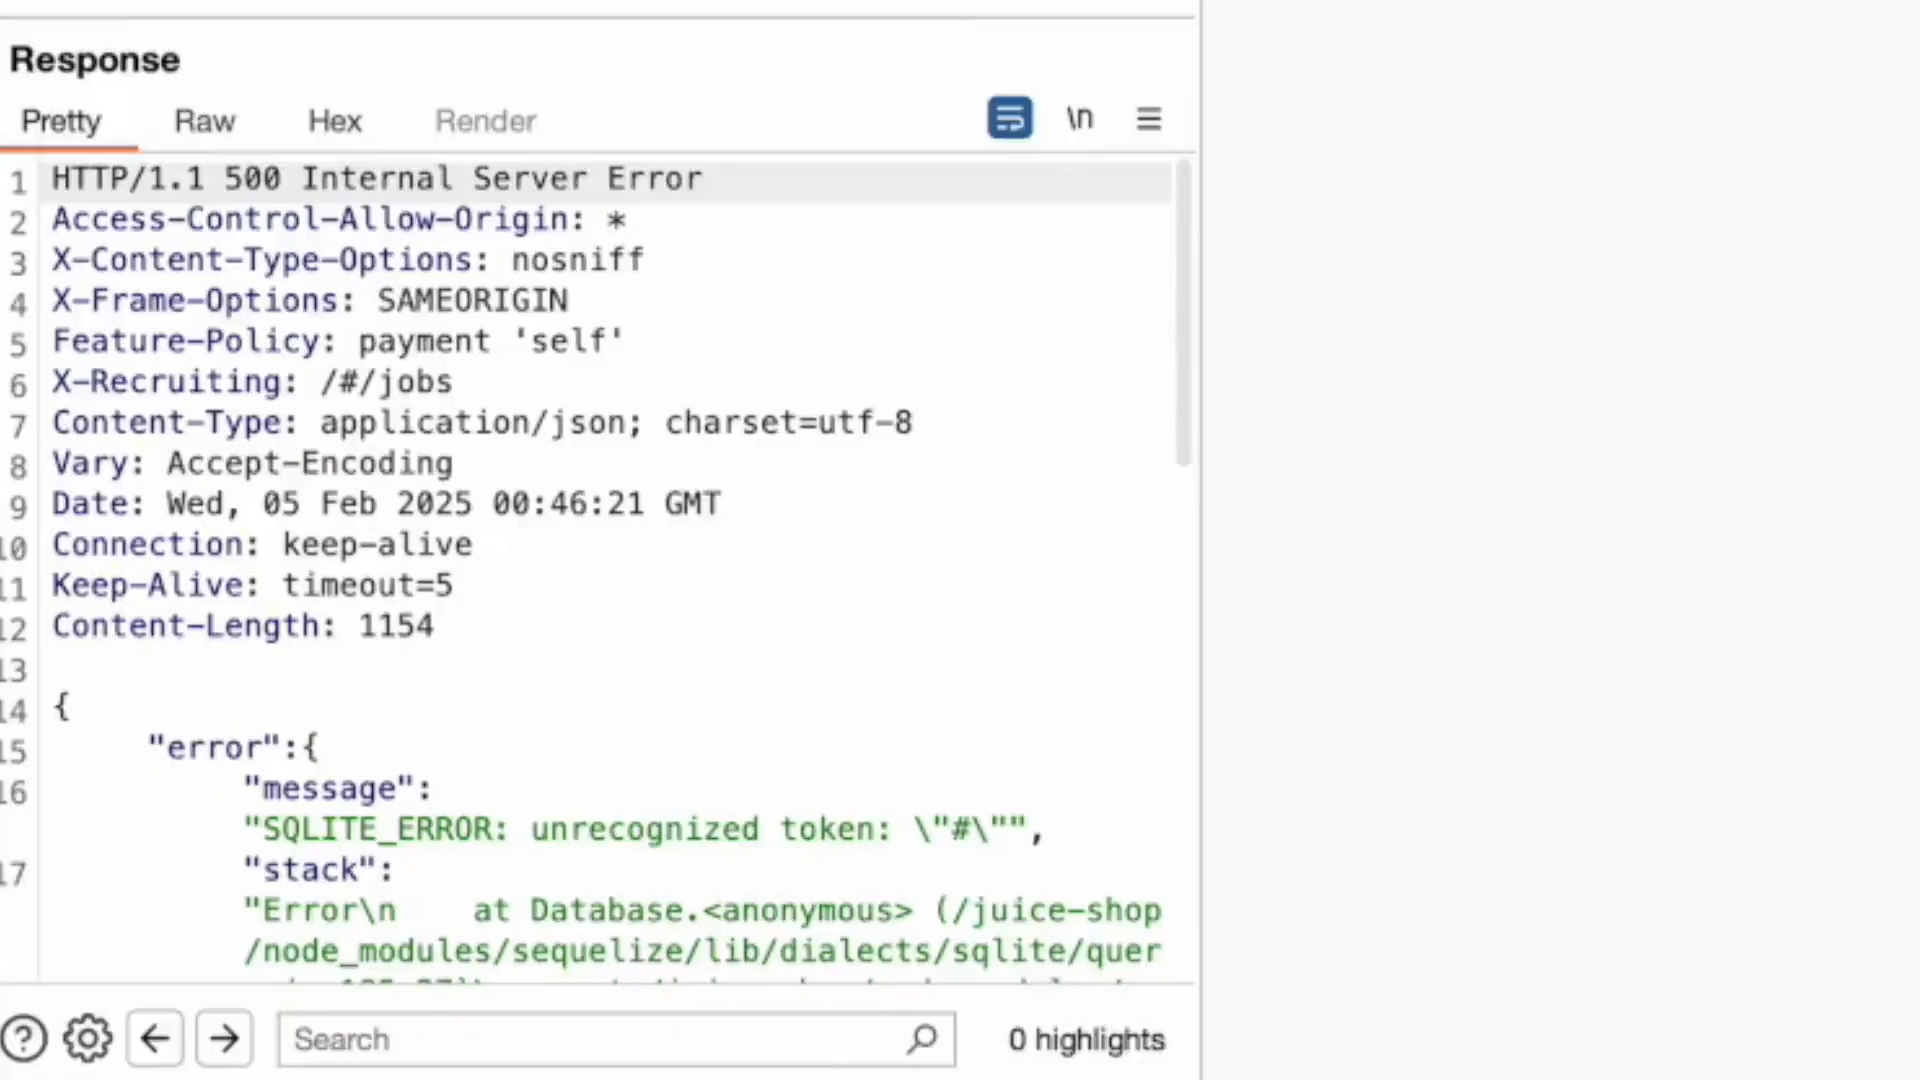 Response
Pretty Raw Hex Render \n
1 HTTP/1.1 500 Internal Server Error
2 Access-Control-Allow-Origin: *
3 X-Content-Type-Options: nosniff
4 X-Frame-Options: SAMEORIGIN
5 Feature-Policy: payment 'self'
6 X-Recruiting: /#/jobs
7 Content-Type: application/json; charset=utf-8
8 Vary: Accept-Encoding
9 Date: Wed, 05 Feb 2025 00:46:21 GMT
10 Connection: keep-alive
11 Keep-Alive: timeout=5
12 Content-Length: 1154
13
14 {
15 "error":{
16 "message":
"SQLITE_ERROR: unrecognized token: \"#\"",
17 "stack":
"Error\n    at Database.<anonymous> (/juice-shop
/node_modules/sequelize/lib/dialects/sqlite/quer
Search 0 highlights